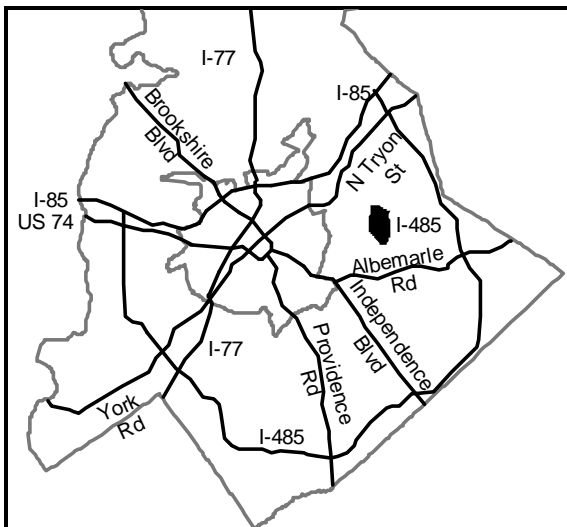 I-77
I-85
Brookshire
Blvd
N Tryon
St
I-85
US 74
I-485
Albemarle
Rd
Independence
Blvd
Providence
Rd
I-77
York
Rd
I-485